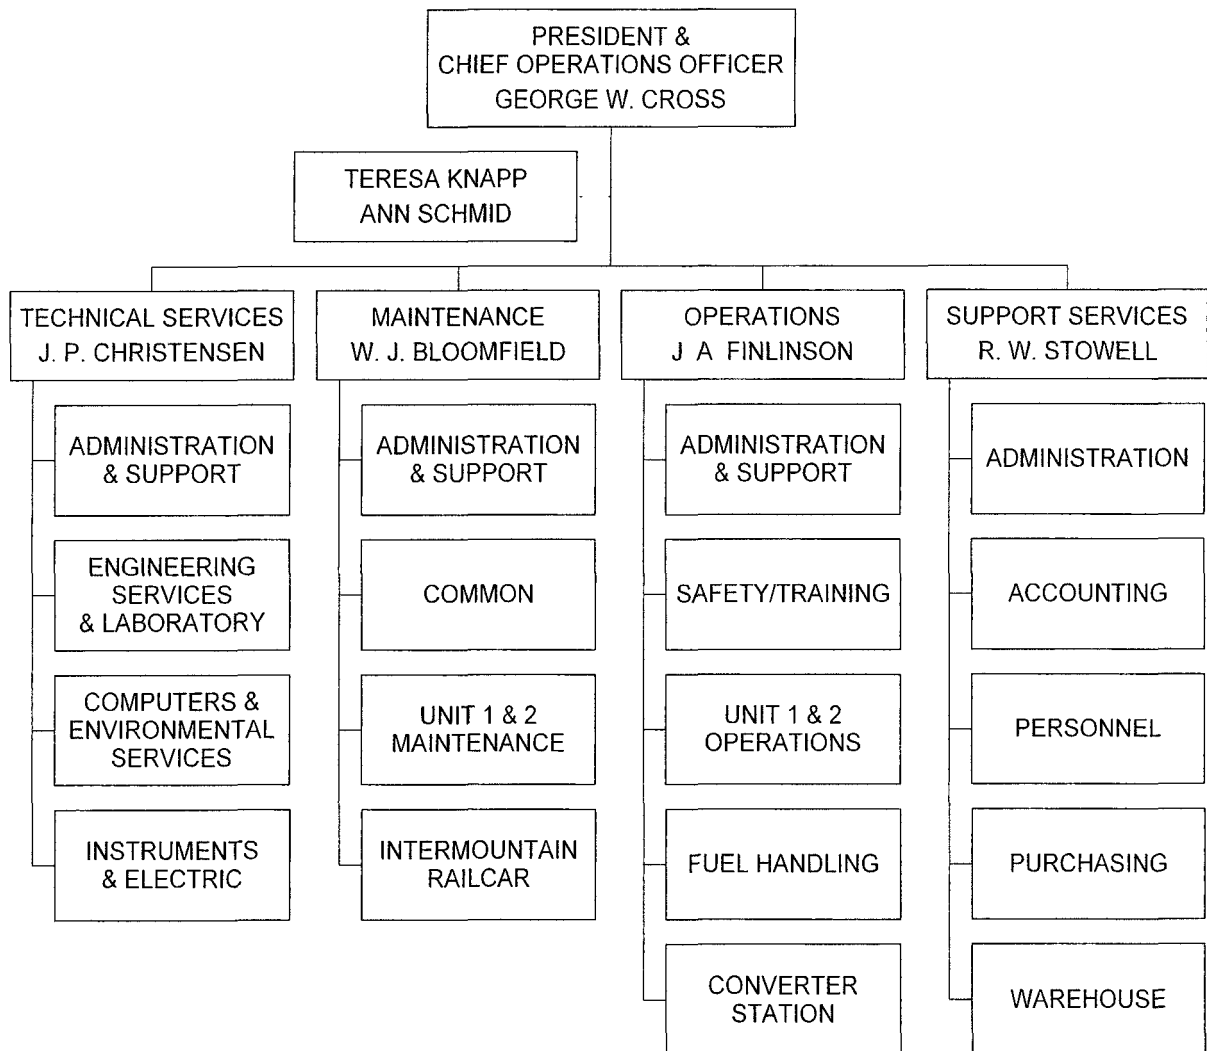 PRESIDENT &
CHIEF OPERATIONS OFFICER
GEORGE W. CROSS
TERESA KNAPP
ANN SCHMID
TECHNICAL SERVICES
J. P. CHRISTENSEN
ADMINISTRATION
& SUPPORT
ENGINEERING
SERVICES
& LABORATORY
COMPUTERS &
ENVIRONMENTAL
SERVICES
INSTRUMENTS
& ELECTRIC
MAINTENANCE
W. J. BLOOMFIELD
ADMINISTRATION
& SUPPORT
COMMON
UNIT 1 & 2
MAINTENANCE
INTERMOUNTAIN
RAILCAR
OPERATIONS
J A FINLINSON
ADMINISTRATION
& SUPPORT
SAFETY/TRAINING
UNIT 1 & 2
OPERATIONS
FUEL HANDLING
CONVERTER
STATION
SUPPORT SERVICES
R. W. STOWELL
ADMINISTRATION
ACCOUNTING
PERSONNEL
PURCHASING
WAREHOUSE